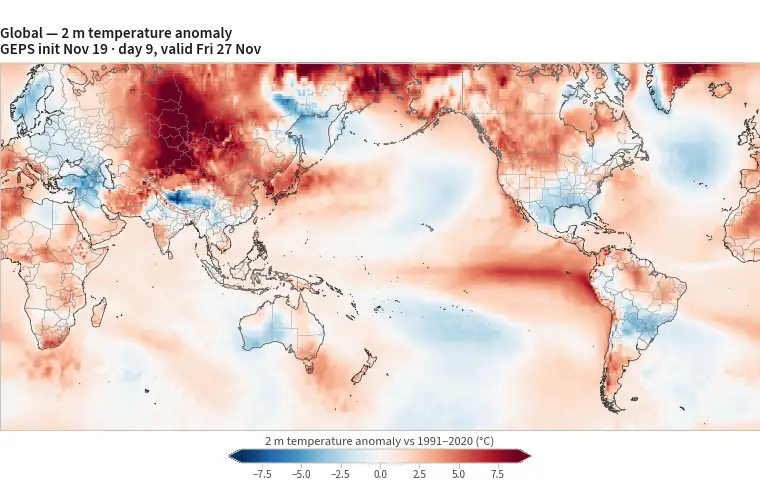 Global — 2 m temperature anomaly
GEPS init Nov 19 · day 9, valid Fri 27 Nov
2 m temperature anomaly vs 1991–2020 (°C)
−7.5 −5.0 −2.5 0.0 2.5 5.0 7.5